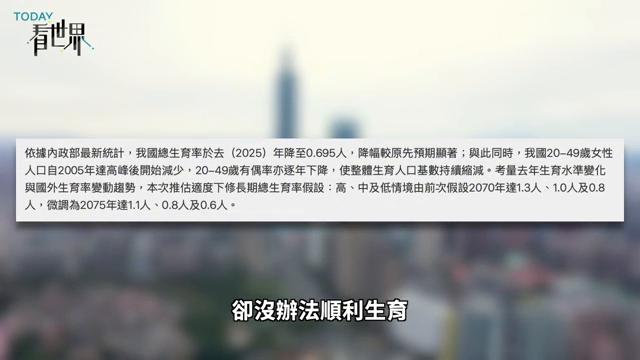 TODAY
看世界
依據內政部最新統計，我國總生育率於去（2025）年降至0.695人，降幅較原先預期顯著；與此同時，我國20-49歲女性
人口自2005年達高峰後開始減少，20-49歲有偶率亦逐年下降，使整體生育人口基數持續縮減。考量去年生育水準變化
與國外生育率變動趨勢，本次推估適度下修長期總生育率假設：高、中及低情境由前次假設2070年達1.3人、1.0人及0.8
人，微調為2075年達1.1人、0.8人及0.6人。
卻沒辦法順利生育